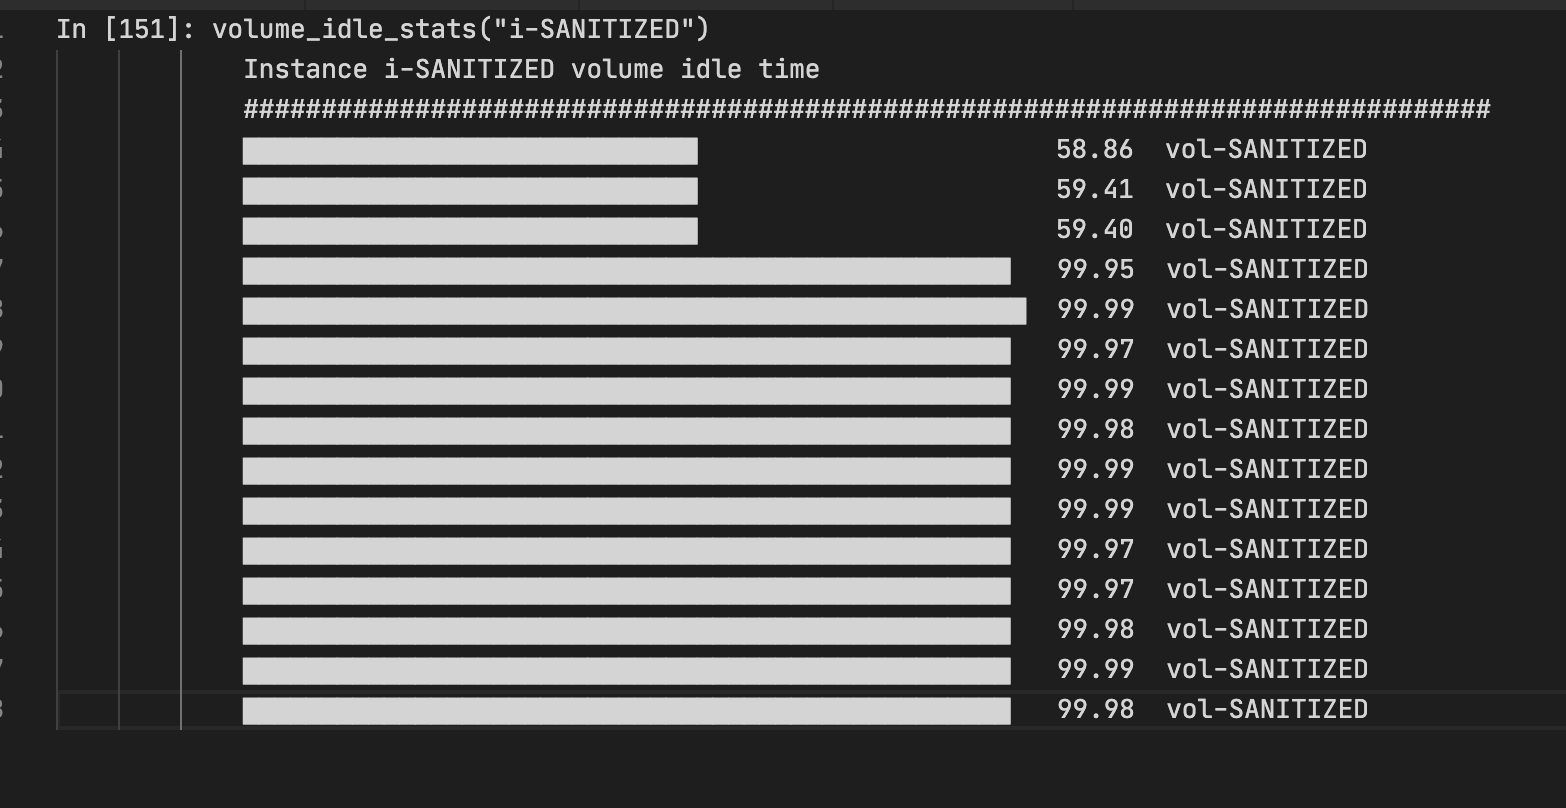 In [151]: volume_idle_stats("i-SANITIZED")
Instance i-SANITIZED volume idle time
################################################################################
58.86 vol-SANITIZED
59.41 vol-SANITIZED
59.40 vol-SANITIZED
99.95 vol-SANITIZED
99.99 vol-SANITIZED
99.97 vol-SANITIZED
99.99 vol-SANITIZED
99.98 vol-SANITIZED
99.99 vol-SANITIZED
99.99 vol-SANITIZED
99.97 vol-SANITIZED
99.97 vol-SANITIZED
99.98 vol-SANITIZED
99.99 vol-SANITIZED
99.98 vol-SANITIZED